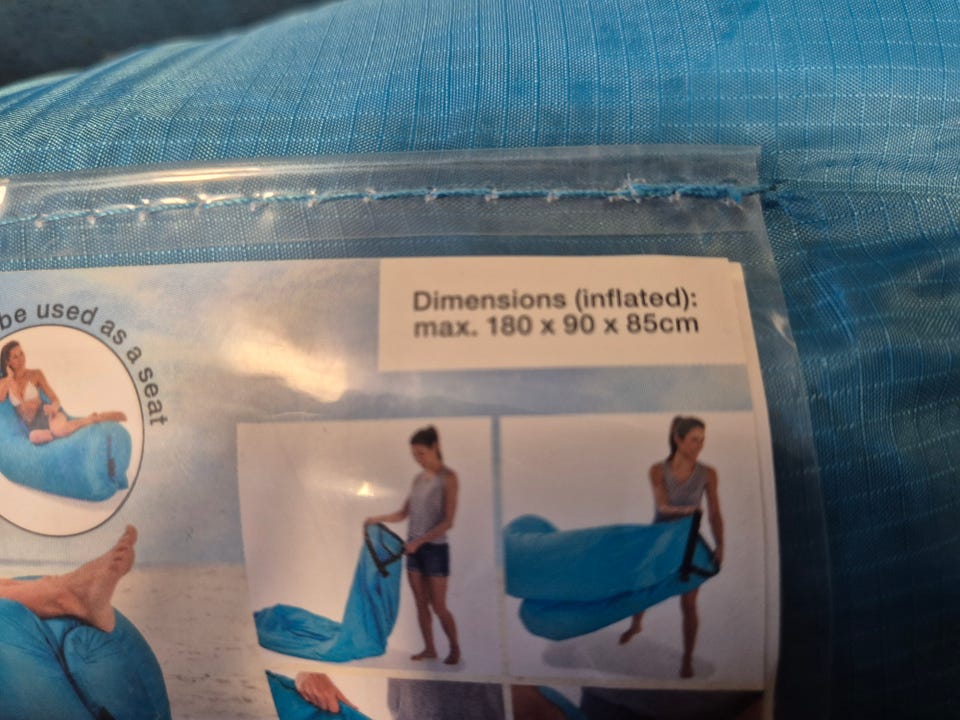 be used as a seat
Dimensions (inflated):
max. 180 x 90 x 85cm